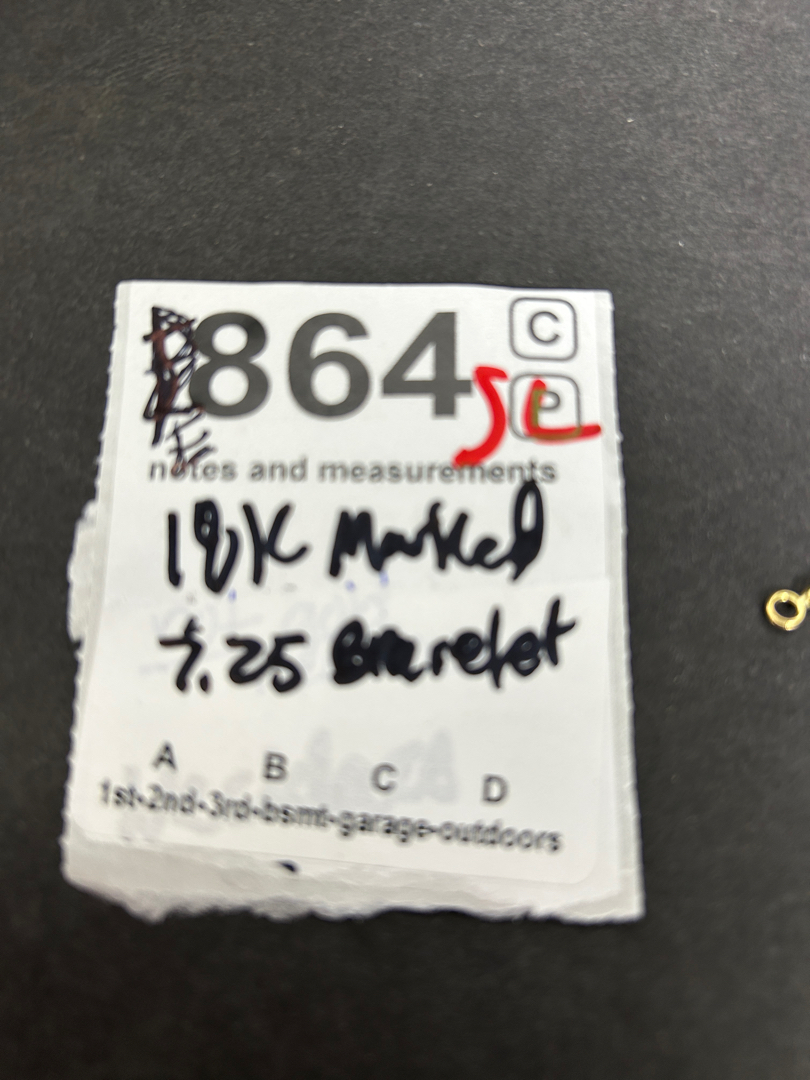 864 C
SL P
notes and measurements
18K Marked
7.25 Bracelet
A B C D
1st-2nd-3rd-bsmt-garage-outdoors